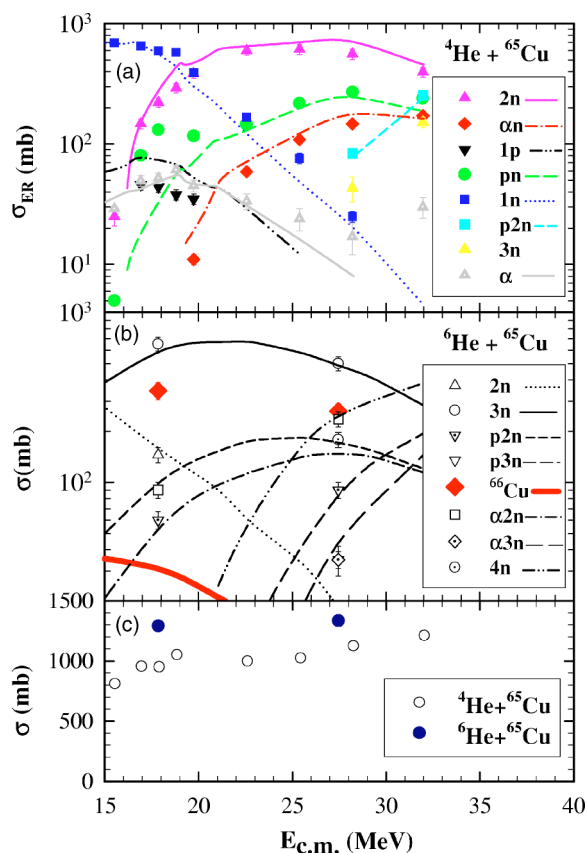 10³
(a)
⁴He + ⁶⁵Cu
2n
αn
1p
pn
1n
p2n
3n
α
σ_ER (mb)
10²
10¹
10³
(b)
⁶He + ⁶⁵Cu
2n
3n
p2n
p3n
⁶⁶Cu
α2n
α3n
4n
σ(mb)
10²
1500
(c)
1000
σ (mb)
500
0
⁴He+⁶⁵Cu
⁶He+⁶⁵Cu
15 20 25 30 35 40
E_c.m. (MeV)